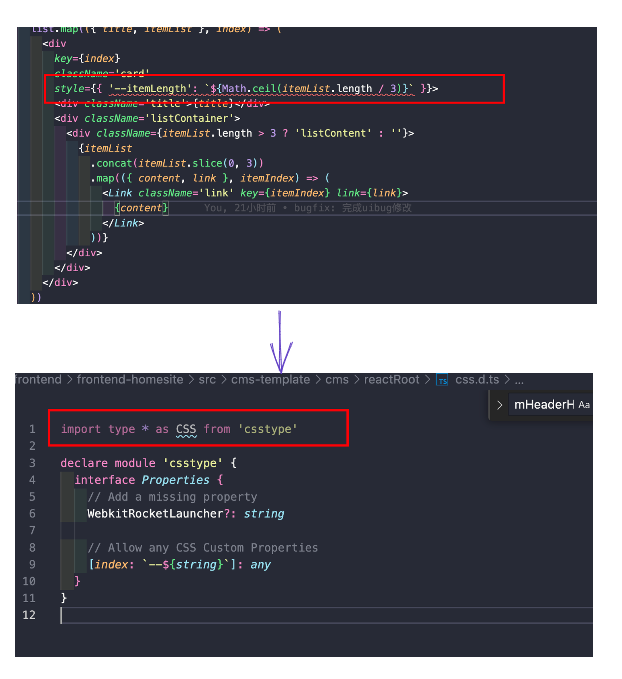 list.map(({ title, itemList }, index) => (
<div
key={index}
className='card'
style={{ '--itemLength': `${Math.ceil(itemList.length / 3)}` }}>
<div className='title'>{title}</div>
<div className='listContainer'>
<div className={itemList.length > 3 ? 'listContent' : ''}>
{itemList
.concat(itemList.slice(0, 3))
.map(({ content, link }, itemIndex) => (
<Link className='link' key={itemIndex} link={link}>
{content} You, 21小时前 • bugfix: 完成uibug修改
</Link>
))}
</div>
</div>
</div>
))
frontend > frontend-homesite > src > cms-template > cms > reactRoot > TS css.d.ts > ...
> mHeaderH Aa
1 import type * as CSS from 'csstype'
2
3 declare module 'csstype' {
4 interface Properties {
5 // Add a missing property
6 WebkitRocketLauncher?: string
7
8 // Allow any CSS Custom Properties
9 [index: `--${string}`]: any
10 }
11 }
12